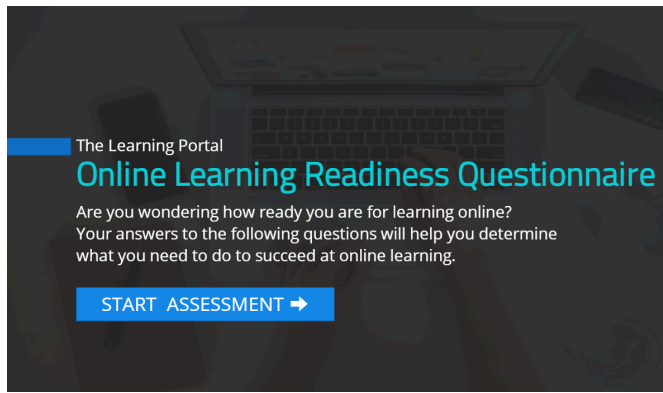 The Learning Portal
Online Learning Readiness Questionnaire
Are you wondering how ready you are for learning online?
Your answers to the following questions will help you determine
what you need to do to succeed at online learning.
START ASSESSMENT